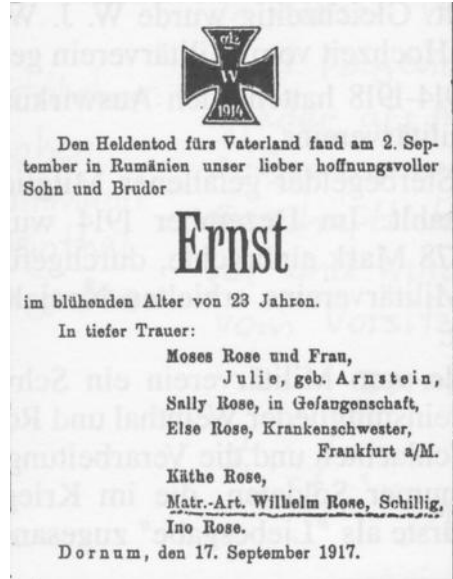 W
1914
Den Heldentod fürs Vaterland fand am 2. Sep-
tember in Rumänien unser lieber hoffnungsvoller
Sohn und Bruder
Ernst
im blühenden Alter von 23 Jahren.
In tiefer Trauer:
Moses Rose und Frau,
Julie, geb. Arnstein,
Sally Rose, in Gefangenschaft,
Else Rose, Krankenschwester,
Frankfurt a/M.
Käthe Rose,
Matr.-Art. Wilhelm Rose, Schillig,
Ino Rose.
Dornum, den 17. September 1917.